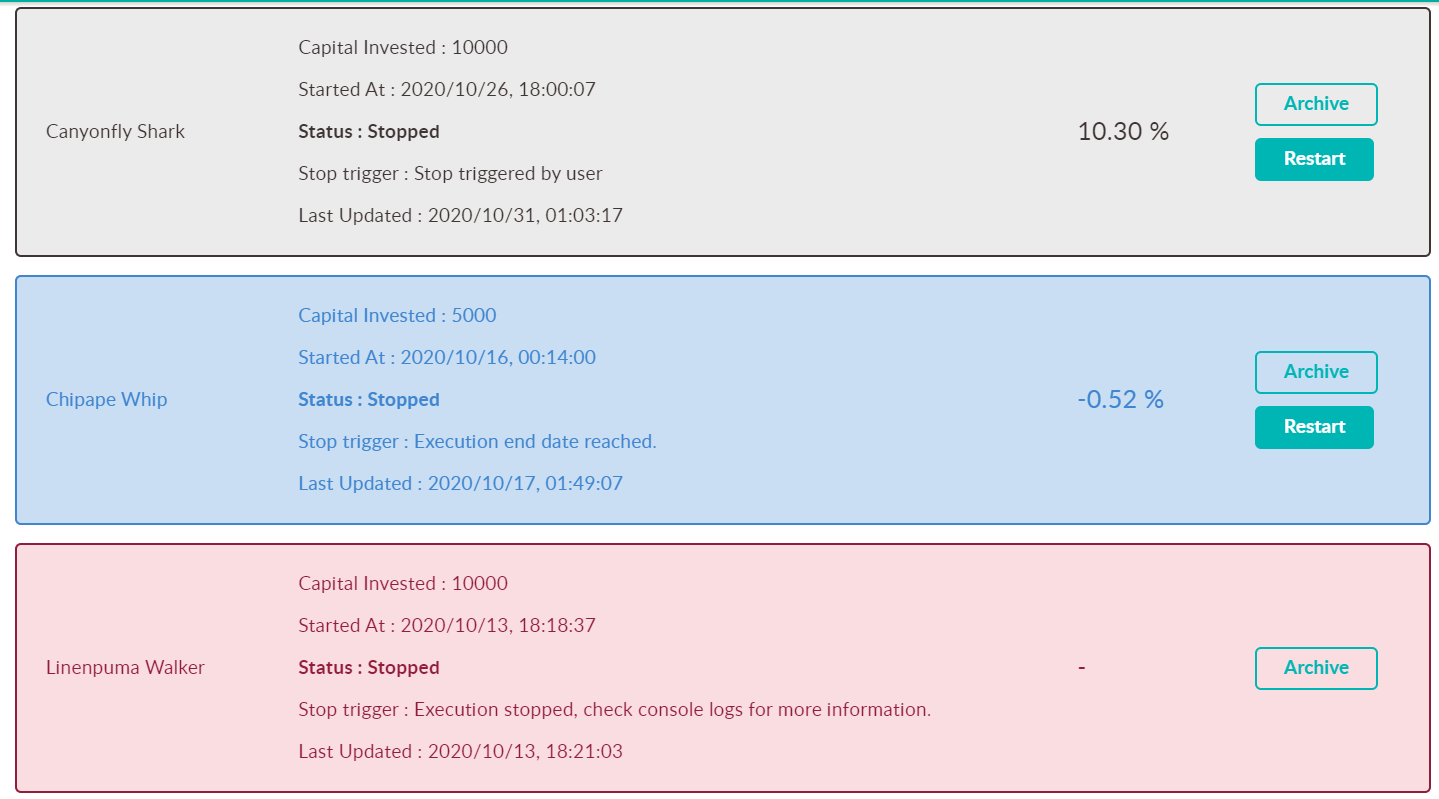 Capital Invested : 10000
Started At : 2020/10/26, 18:00:07
Canyonfly Shark
Status : Stopped
Stop trigger : Stop triggered by user
Last Updated : 2020/10/31, 01:03:17
10.30 %
Archive
Restart
Capital Invested : 5000
Started At : 2020/10/16, 00:14:00
Chipape Whip
Status : Stopped
Stop trigger : Execution end date reached.
Last Updated : 2020/10/17, 01:49:07
-0.52 %
Archive
Restart
Capital Invested : 10000
Started At : 2020/10/13, 18:18:37
Linenpuma Walker
Status : Stopped
Stop trigger : Execution stopped, check console logs for more information.
Last Updated : 2020/10/13, 18:21:03
-
Archive